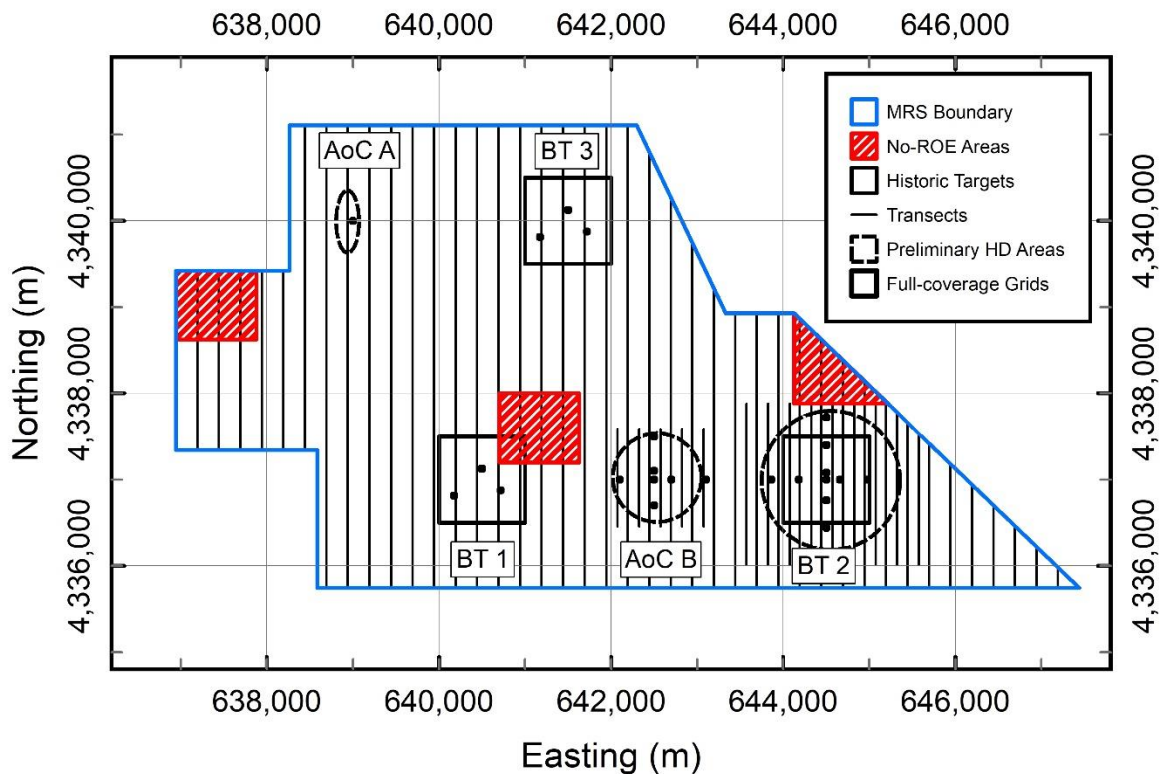 638,000 640,000 642,000 644,000 646,000
MRS Boundary
No-ROE Areas
Historic Targets
Transects
Preliminary HD Areas
Full-coverage Grids
AoC A
BT 3
4,340,000
4,340,000
Northing (m)
4,338,000
4,338,000
BT 1
AoC B
BT 2
4,336,000
4,336,000
638,000 640,000 642,000 644,000 646,000
Easting (m)